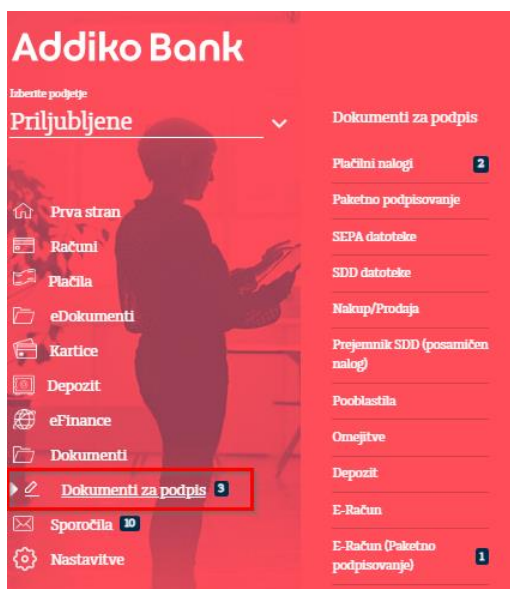 Addiko Bank
Izberite podjetje
Priljubljene
Prva stran
Računi
Plačila
eDokumenti
Kartice
Depozit
eFinance
Dokumenti
Dokumenti za podpis 3
Sporočila 10
Nastavitve
Dokumenti za podpis
Plačilni nalogi 2
Paketno podpisovanje
SEPA datoteke
SDD datoteke
Nakup/Prodaja
Prejemnik SDD (posamičen
nalog)
Pooblastila
Omejitve
Depozit
E-Račun
E-Račun (Paketno
podpisovanje) 1